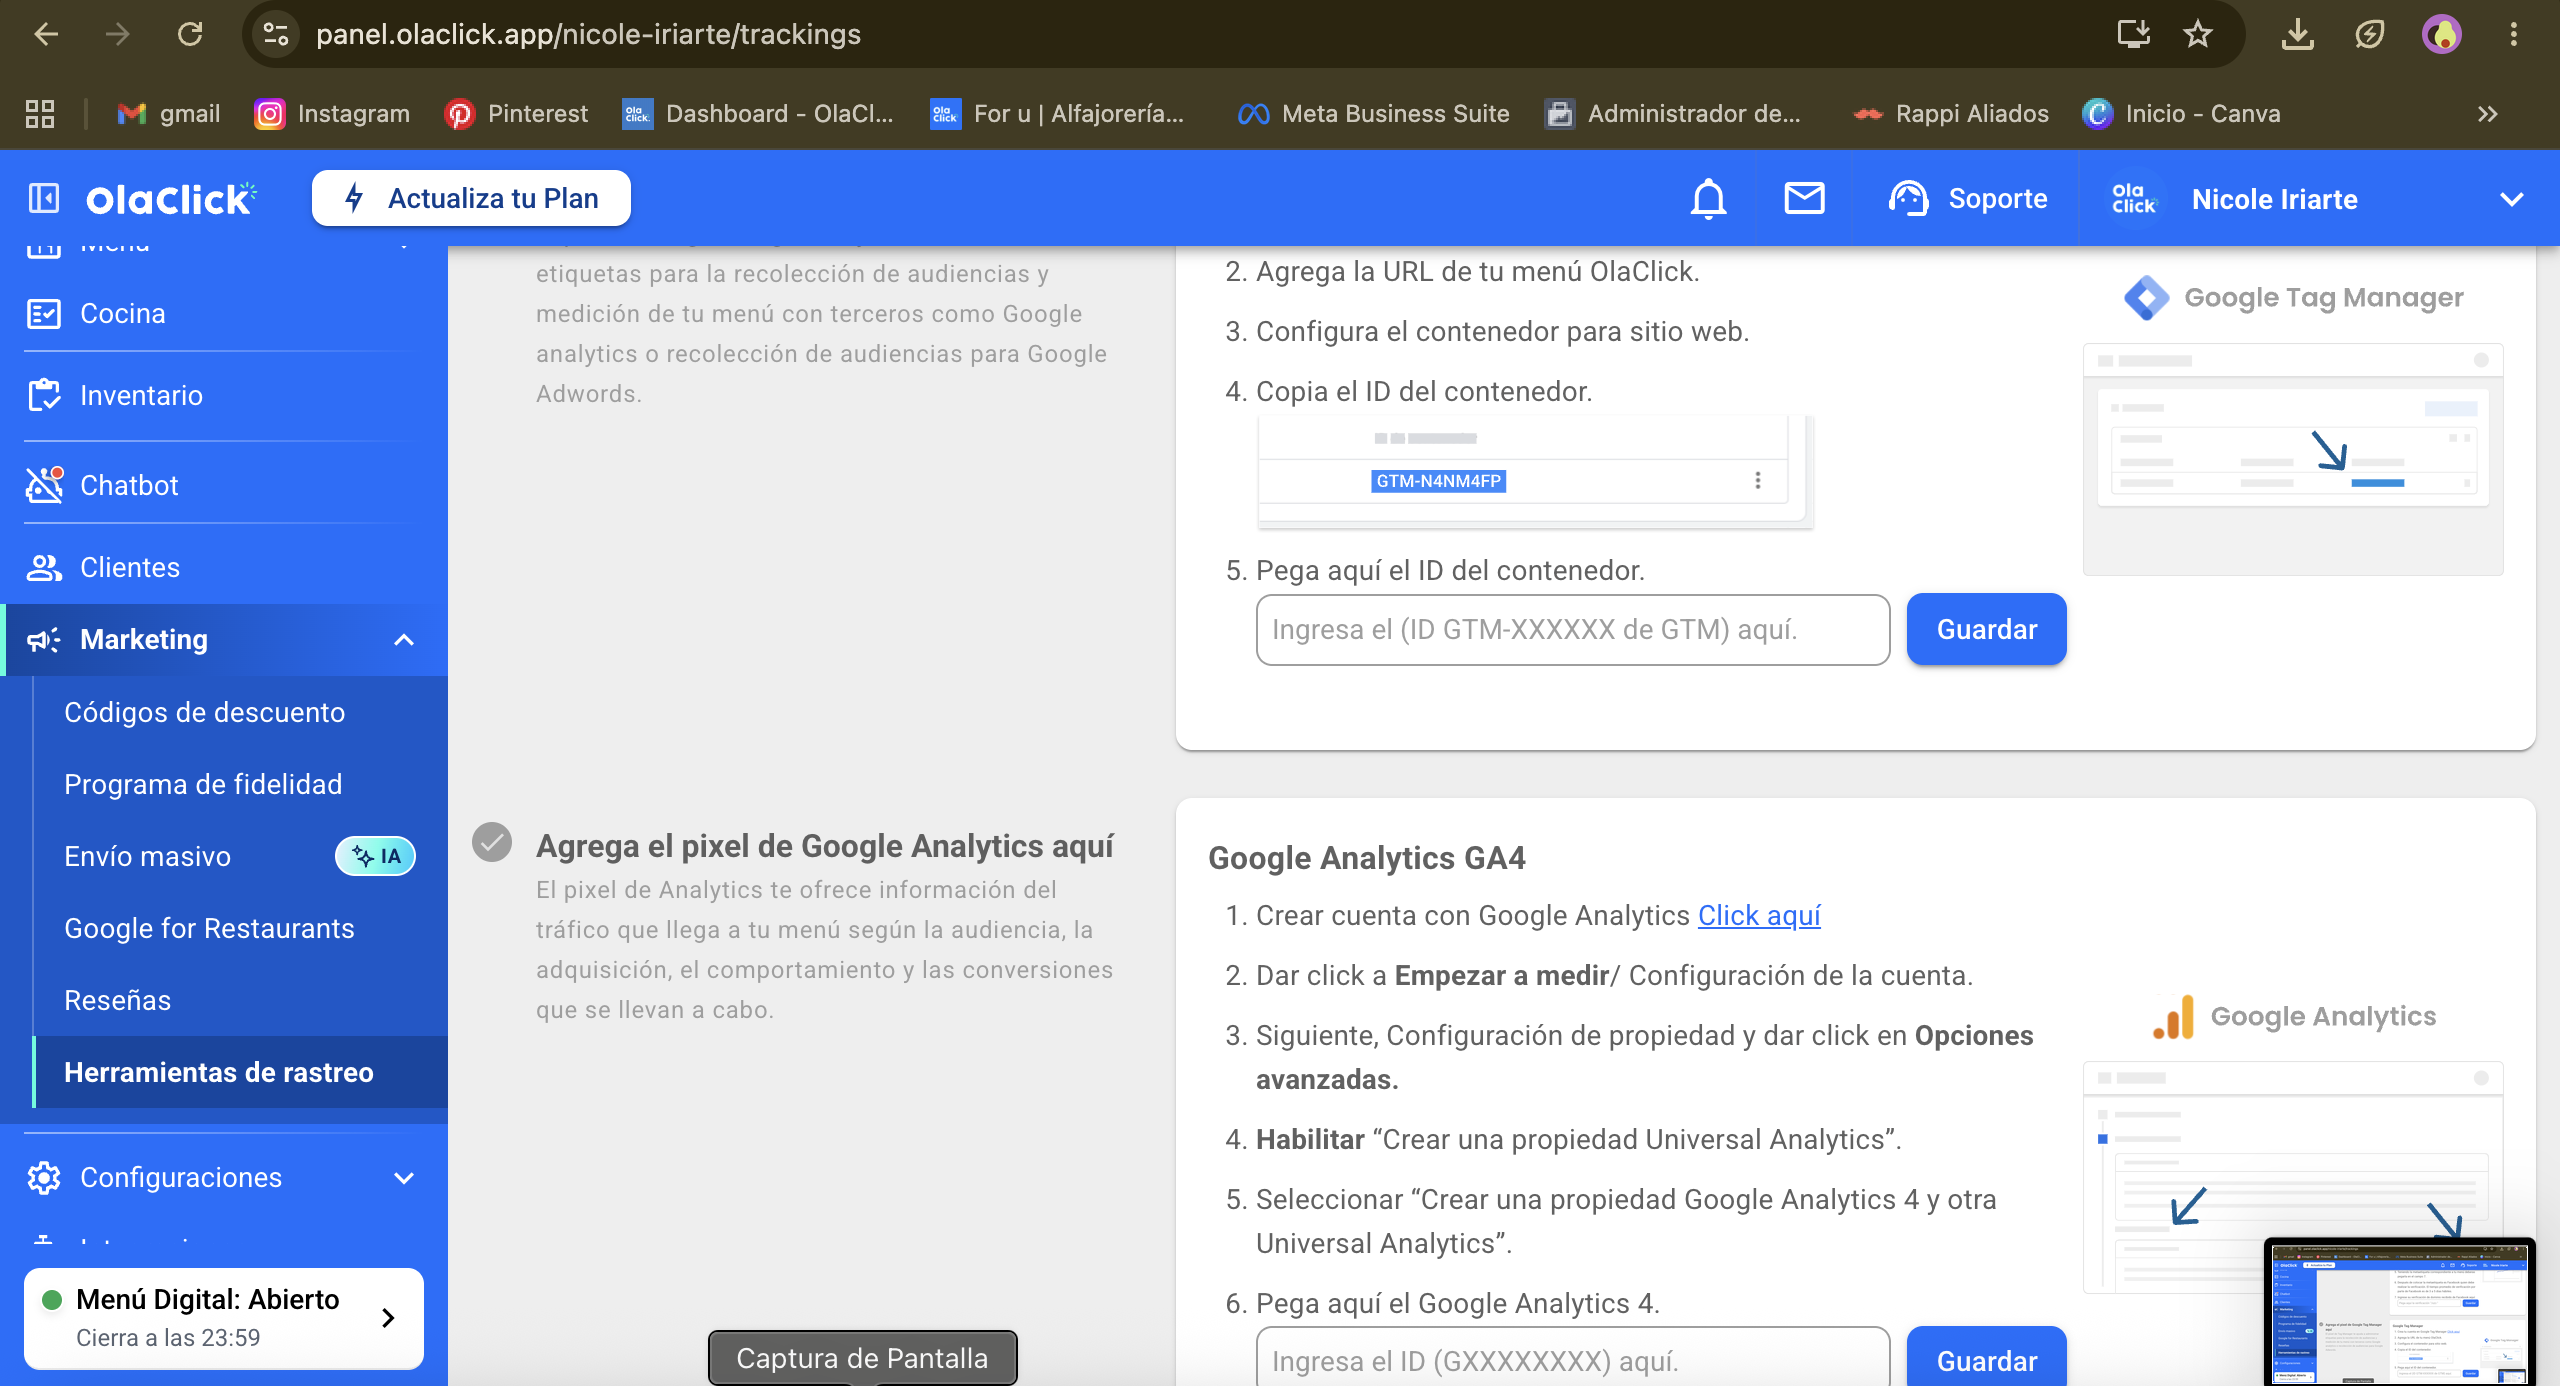 panel.olaclick.app/nicole-iriarte/trackings
gmail
Instagram
Pinterest
Dashboard - OlaCl...
For u | Alfajorería...
Meta Business Suite
Administrador de...
Rappi Aliados
Inicio - Canva
olaclick
Actualiza tu Plan
Soporte
Ola Click
Nicole Iriarte
Menú
Cocina
Inventario
Chatbot
Clientes
Marketing
Códigos de descuento
Programa de fidelidad
Envío masivo
IA
Google for Restaurants
Reseñas
Herramientas de rastreo
Configuraciones
Menú Digital: Abierto
Cierra a las 23:59
etiquetas para la recolección de audiencias y
medición de tu menú con terceros como Google
analytics o recolección de audiencias para Google
Adwords.
2. Agrega la URL de tu menú OlaClick.
3. Configura el contenedor para sitio web.
4. Copia el ID del contenedor.
GTM-N4NM4FP
5. Pega aquí el ID del contenedor.
Ingresa el (ID GTM-XXXXXX de GTM) aquí.
Guardar
Google Tag Manager
Agrega el pixel de Google Analytics aquí
El pixel de Analytics te ofrece información del
tráfico que llega a tu menú según la audiencia, la
adquisición, el comportamiento y las conversiones
que se llevan a cabo.
Google Analytics GA4
1. Crear cuenta con Google Analytics Click aquí
2. Dar click a Empezar a medir/ Configuración de la cuenta.
3. Siguiente, Configuración de propiedad y dar click en Opciones
avanzadas.
4. Habilitar “Crear una propiedad Universal Analytics”.
5. Seleccionar “Crear una propiedad Google Analytics 4 y otra
Universal Analytics”.
6. Pega aquí el Google Analytics 4.
Ingresa el ID (GXXXXXXXX) aquí.
Guardar
Google Analytics
Captura de Pantalla